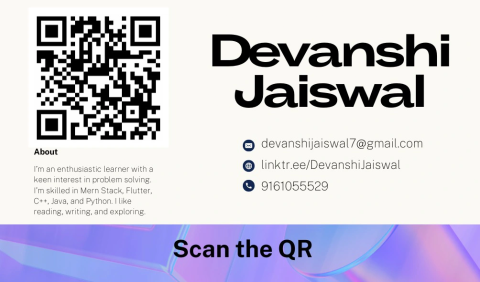 Devanshi
Jaiswal
devanshijaiswal7@gmail.com
linktr.ee/DevanshiJaiswal
9161055529
About
I'm an enthusiastic learner with a
keen interest in problem solving.
I'm skilled in Mern Stack, Flutter,
C++, Java, and Python. I like
reading, writing, and exploring.
Scan the QR